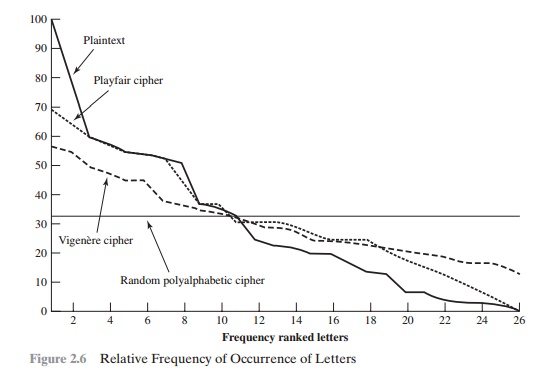 100
90
80
70
60
50
40
30
20
10
0
Plaintext
Playfair cipher
Vigenère cipher
Random polyalphabetic cipher
2 4 6 8 10 12 14 16 18 20 22 24 26
Frequency ranked letters
Figure 2.6 Relative Frequency of Occurrence of Letters